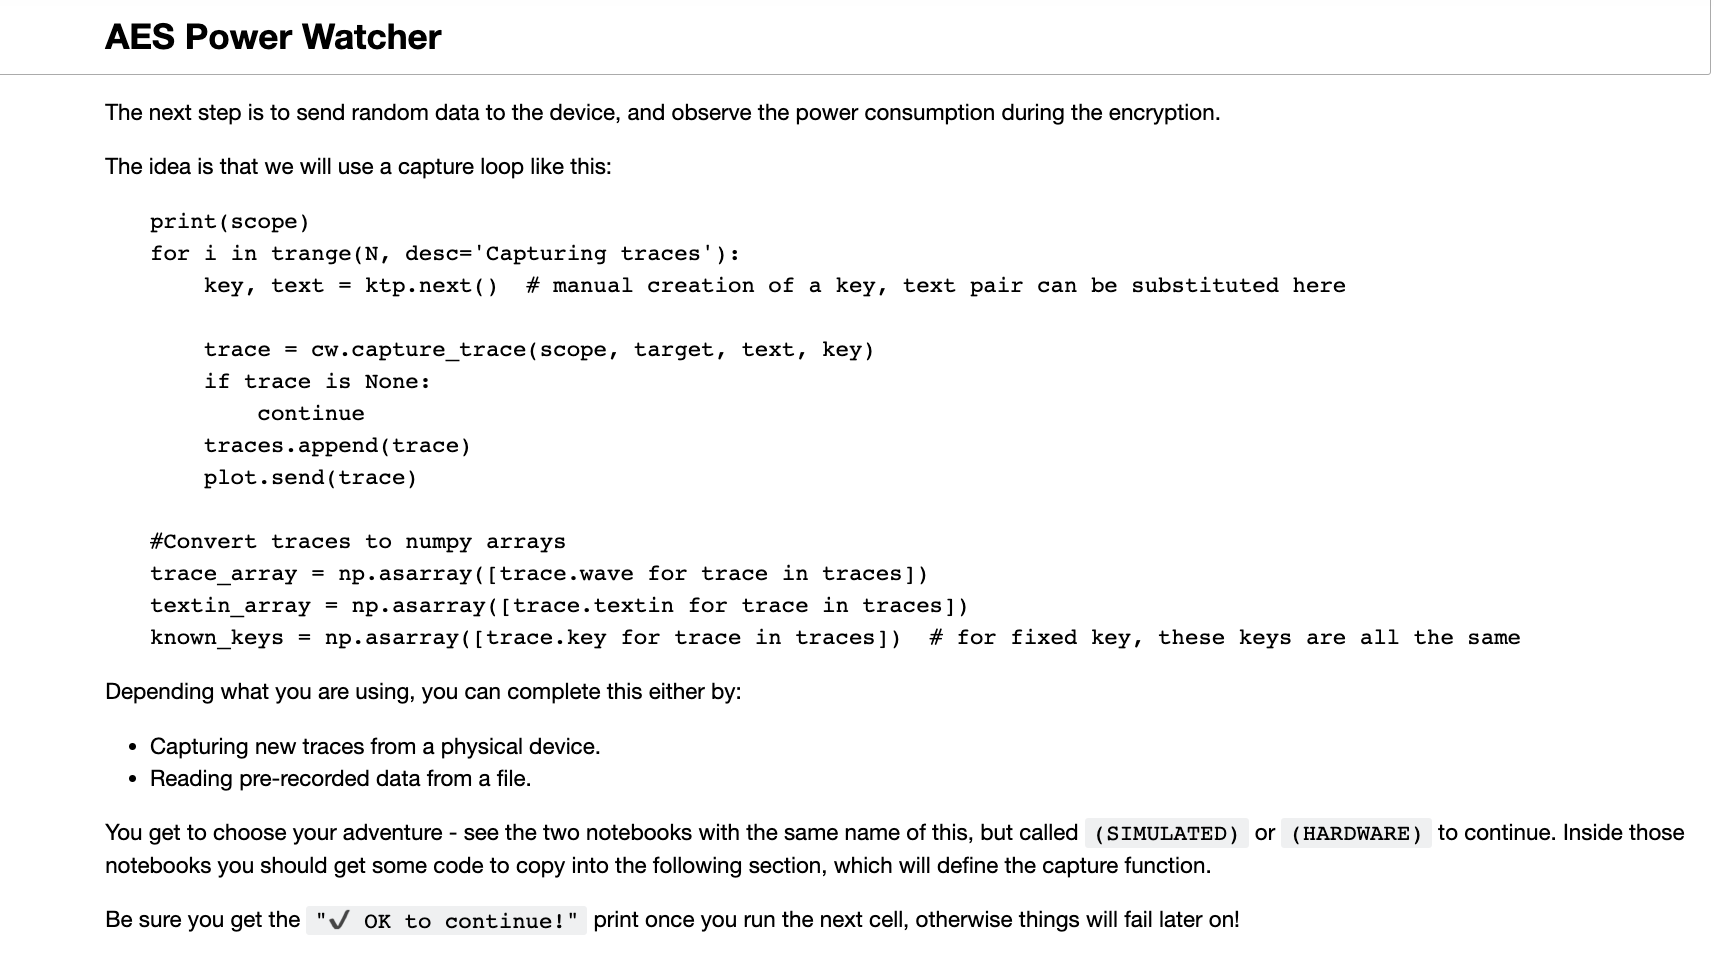 AES Power Watcher
The next step is to send random data to the device, and observe the power consumption during the encryption.
The idea is that we will use a capture loop like this:
print(scope)
for i in trange(N, desc='Capturing traces'):
    key, text = ktp.next()  # manual creation of a key, text pair can be substituted here
    trace = cw.capture_trace(scope, target, text, key)
    if trace is None:
        continue
    traces.append(trace)
    plot.send(trace)
#Convert traces to numpy arrays
trace_array = np.asarray([trace.wave for trace in traces])
textin_array = np.asarray([trace.textin for trace in traces])
known_keys = np.asarray([trace.key for trace in traces])  # for fixed key, these keys are all the same
Depending what you are using, you can complete this either by:
• Capturing new traces from a physical device.
• Reading pre-recorded data from a file.
You get to choose your adventure - see the two notebooks with the same name of this, but called (SIMULATED) or (HARDWARE) to continue. Inside those
notebooks you should get some code to copy into the following section, which will define the capture function.
Be sure you get the "✔ OK to continue!" print once you run the next cell, otherwise things will fail later on!